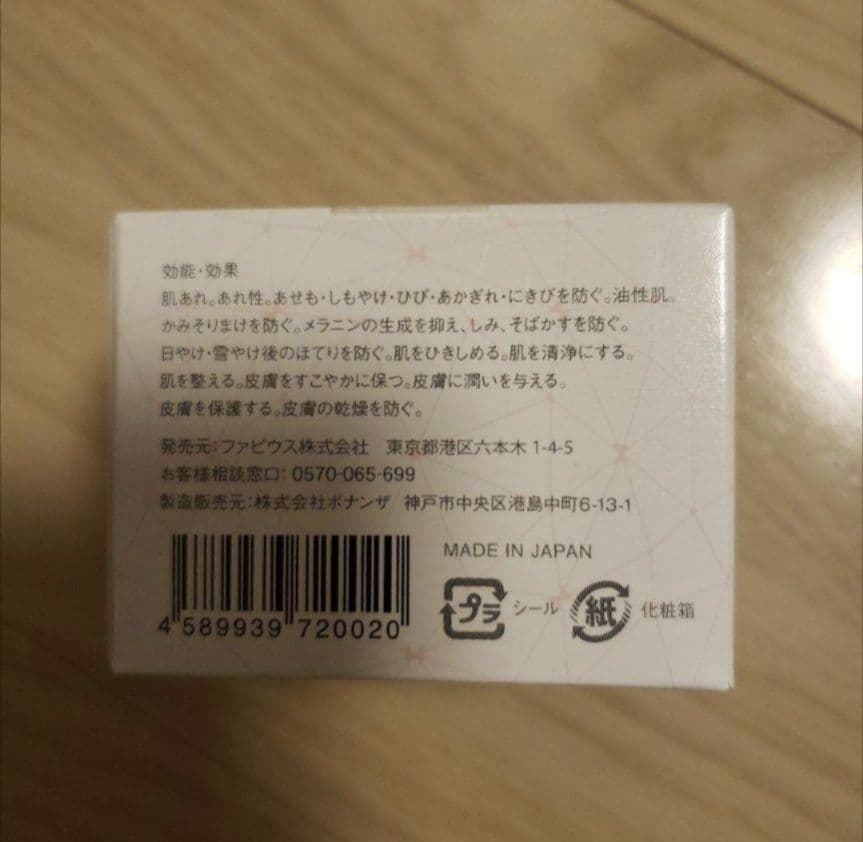 効能・効果
肌あれ。あれ性。あせも・しもやけ・ひび・あかぎれ・にきびを防ぐ。油性肌。
かみそりまけを防ぐ。メラニンの生成を抑え、しみ、そばかすを防ぐ。
日やけ・雪やけ後のほてりを防ぐ。肌をひきしめる。肌を清浄にする。
肌を整える。皮膚をすこやかに保つ。皮膚に潤いを与える。
皮膚を保護する。皮膚の乾燥を防ぐ。
発売元:ファビウス株式会社 東京都港区六本木1-4-5
お客様相談窓口: 0570-065-699
製造販売元:株式会社ボナンザ 神戸市中央区港島中町6-13-1
MADE IN JAPAN
プラ シール 紙 化粧箱
4 589939 720020